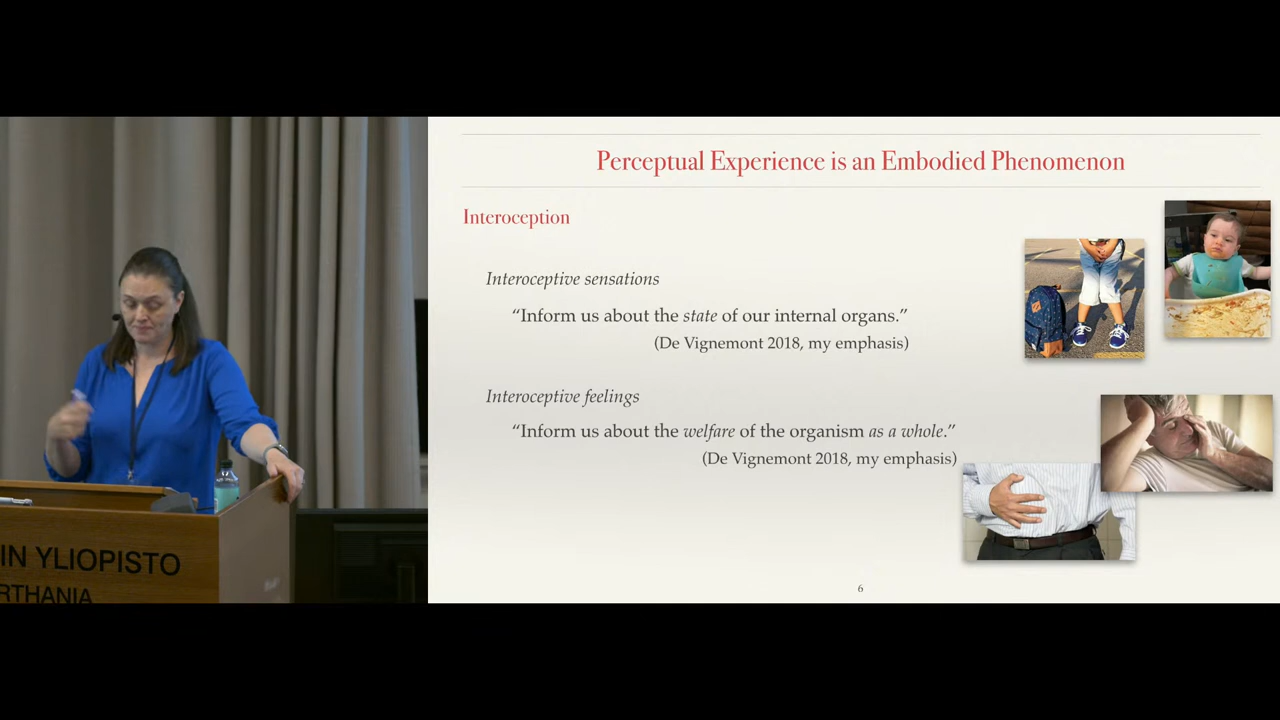 Perceptual Experience is an Embodied Phenomenon
Interoception
Interoceptive sensations
“Inform us about the state of our internal organs.”
(De Vignemont 2018, my emphasis)
Interoceptive feelings
“Inform us about the welfare of the organism as a whole.”
(De Vignemont 2018, my emphasis)
6
IN YLIOPISTO
RTHANIA